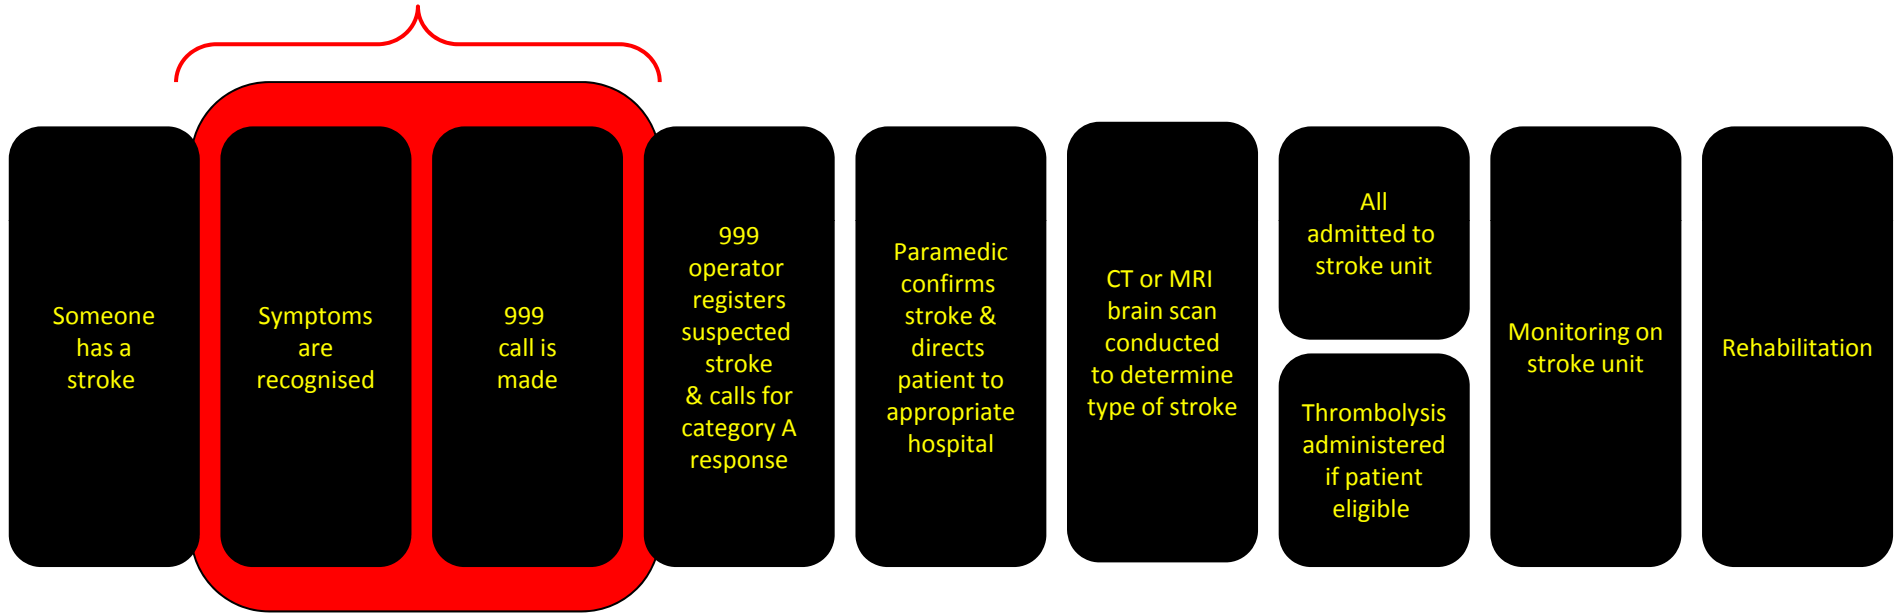 Someone
has a
stroke
Symptoms
are
recognised
999
call is
made
999
operator
registers
suspected
stroke
& calls for
category A
response
Paramedic
confirms
stroke &
directs
patient to
appropriate
hospital
CT or MRI
brain scan
conducted
to determine
type of stroke
All
admitted to
stroke unit
Thrombolysis
administered
if patient
eligible
Monitoring on
stroke unit
Rehabilitation